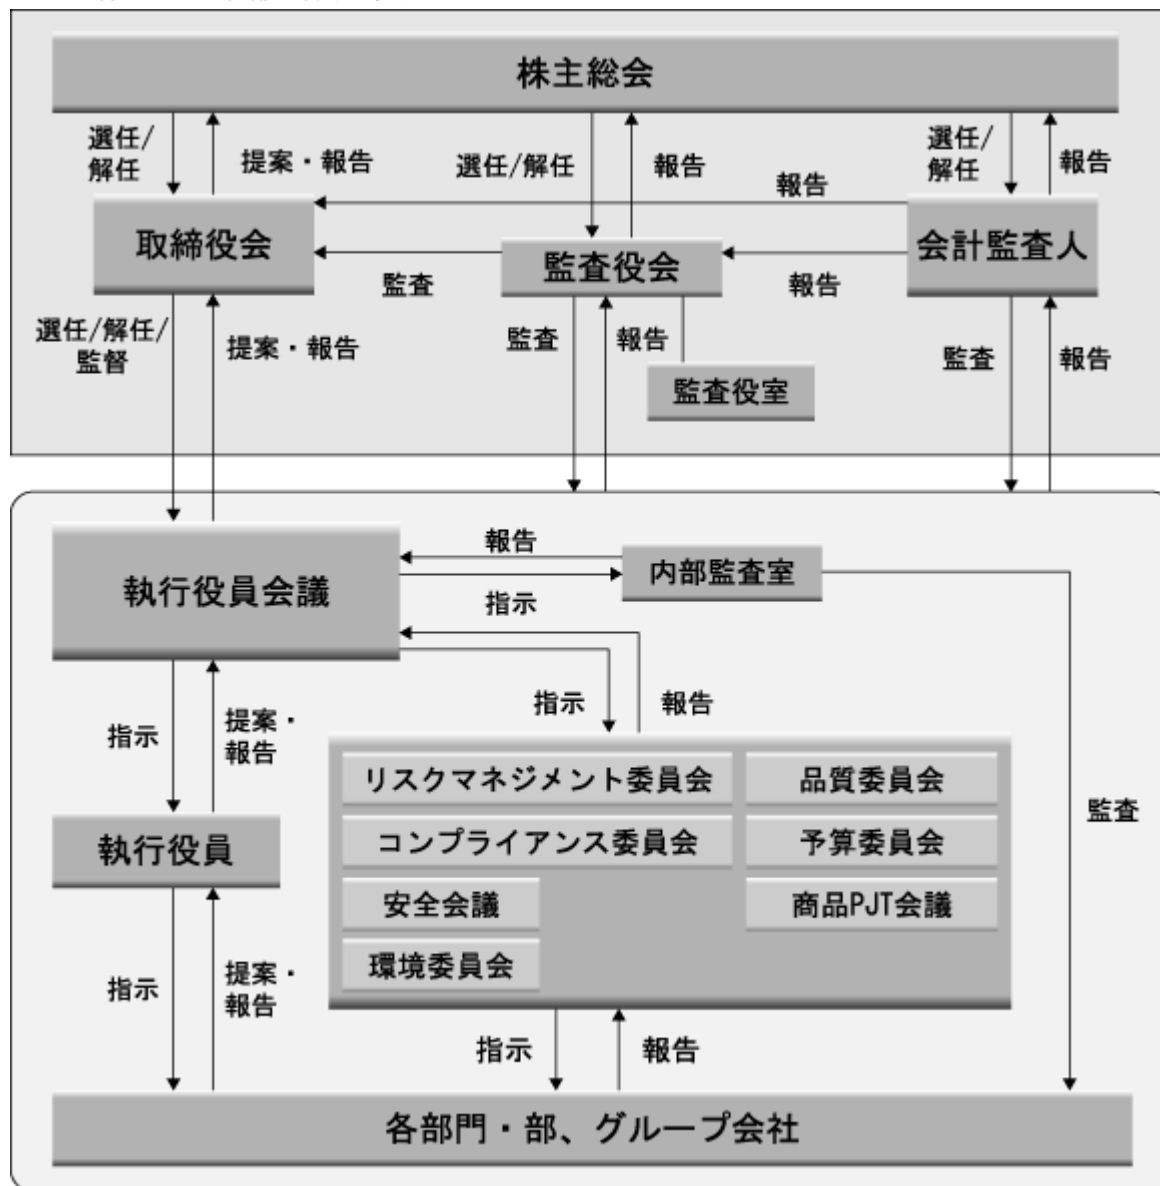 株主総会
選任/
解任
提案・報告
選任/解任
報告
選任/
解任
報告
報告
取締役会
監査役会
会計監査人
監査
報告
選任/解任/
監督
提案・報告
監査
報告
監査
報告
監査役室
報告
執行役員会議
内部監査室
指示
指示
報告
指示
提案・
報告
リスクマネジメント委員会
品質委員会
コンプライアンス委員会
予算委員会
安全会議
商品PJT会議
環境委員会
監査
執行役員
指示
提案・
報告
指示
報告
各部門・部、グループ会社